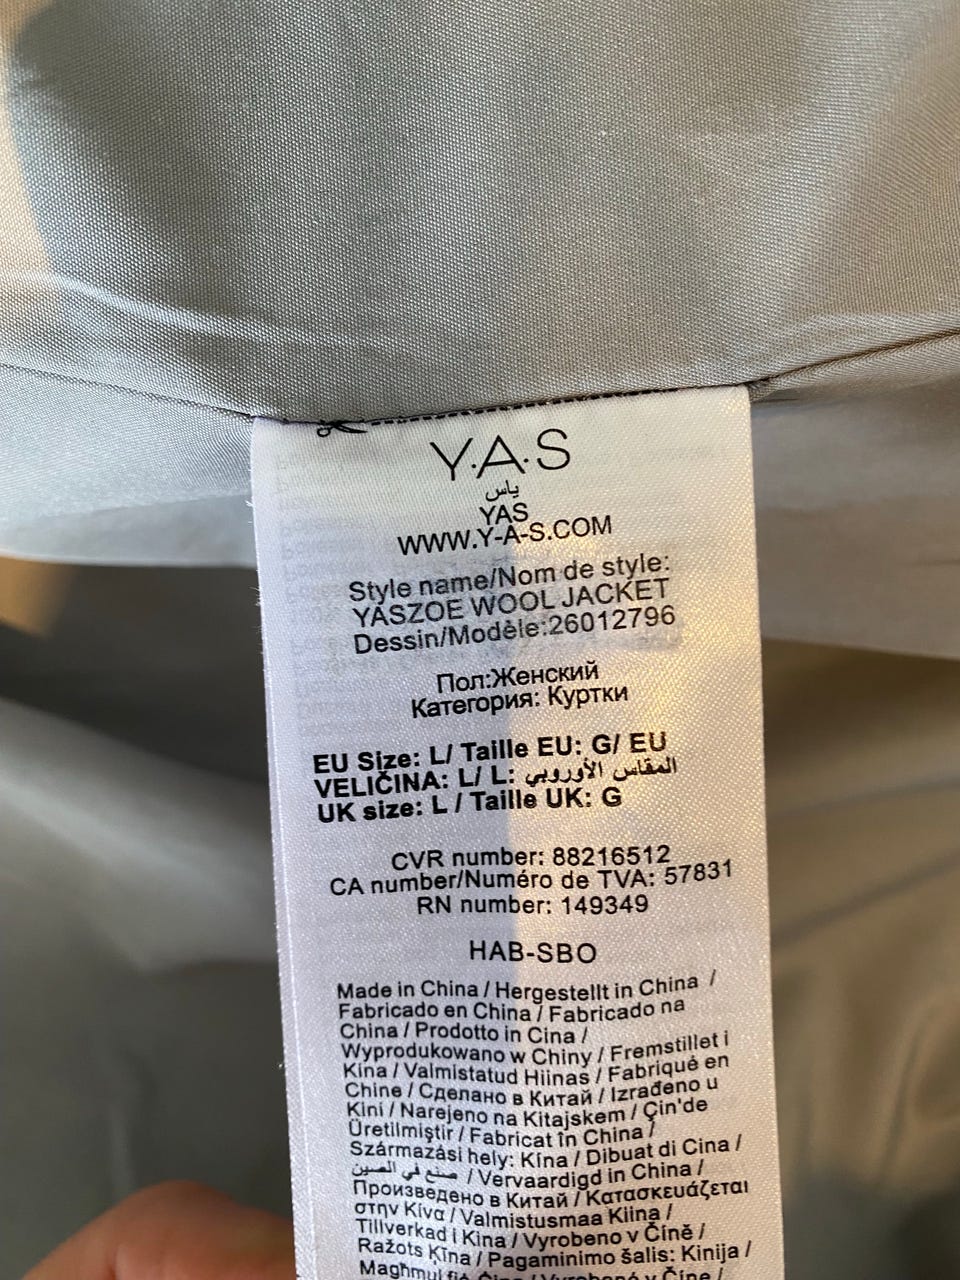 Y.A.S
ياس
YAS
WWW.Y-A-S.COM
Style name/Nom de style:
YASZOE WOOL JACKET
Dessin/Modèle:26012796
Пол:Женский
Категория: Куртки
EU Size: L/ Taille EU: G/ EU
VELIČINA: L/ L: المقاس الأوروبي
UK size: L / Taille UK: G
CVR number: 88216512
CA number/Numéro de TVA: 57831
RN number: 149349
HAB-SBO
Made in China / Hergestellt in China /
Fabricado en China / Fabricado na
China / Prodotto in Cina /
Wyprodukowano w Chiny / Fremstillet i
Kina / Valmistatud Hiinas / Fabriqué en
Chine / Сделано в Китай / Izrađeno u
Kini / Narejeno na Kitajskem / Çin'de
Üretilmiştir / Fabricat în China /
Származási hely: Kína / Dibuat di Cina /
صنع في الصين / Vervaardigd in China /
Произведено в Китай / Κατασκευάζεται
στην Κίνα / Valmistusmaa Kiina /
Tillverkad i Kina / Vyrobeno v Číně /
Ražots Ķīna / Pagaminimo šalis: Kinija /
Magħmul fiċ-Ċina / Vyrobené v Číne /